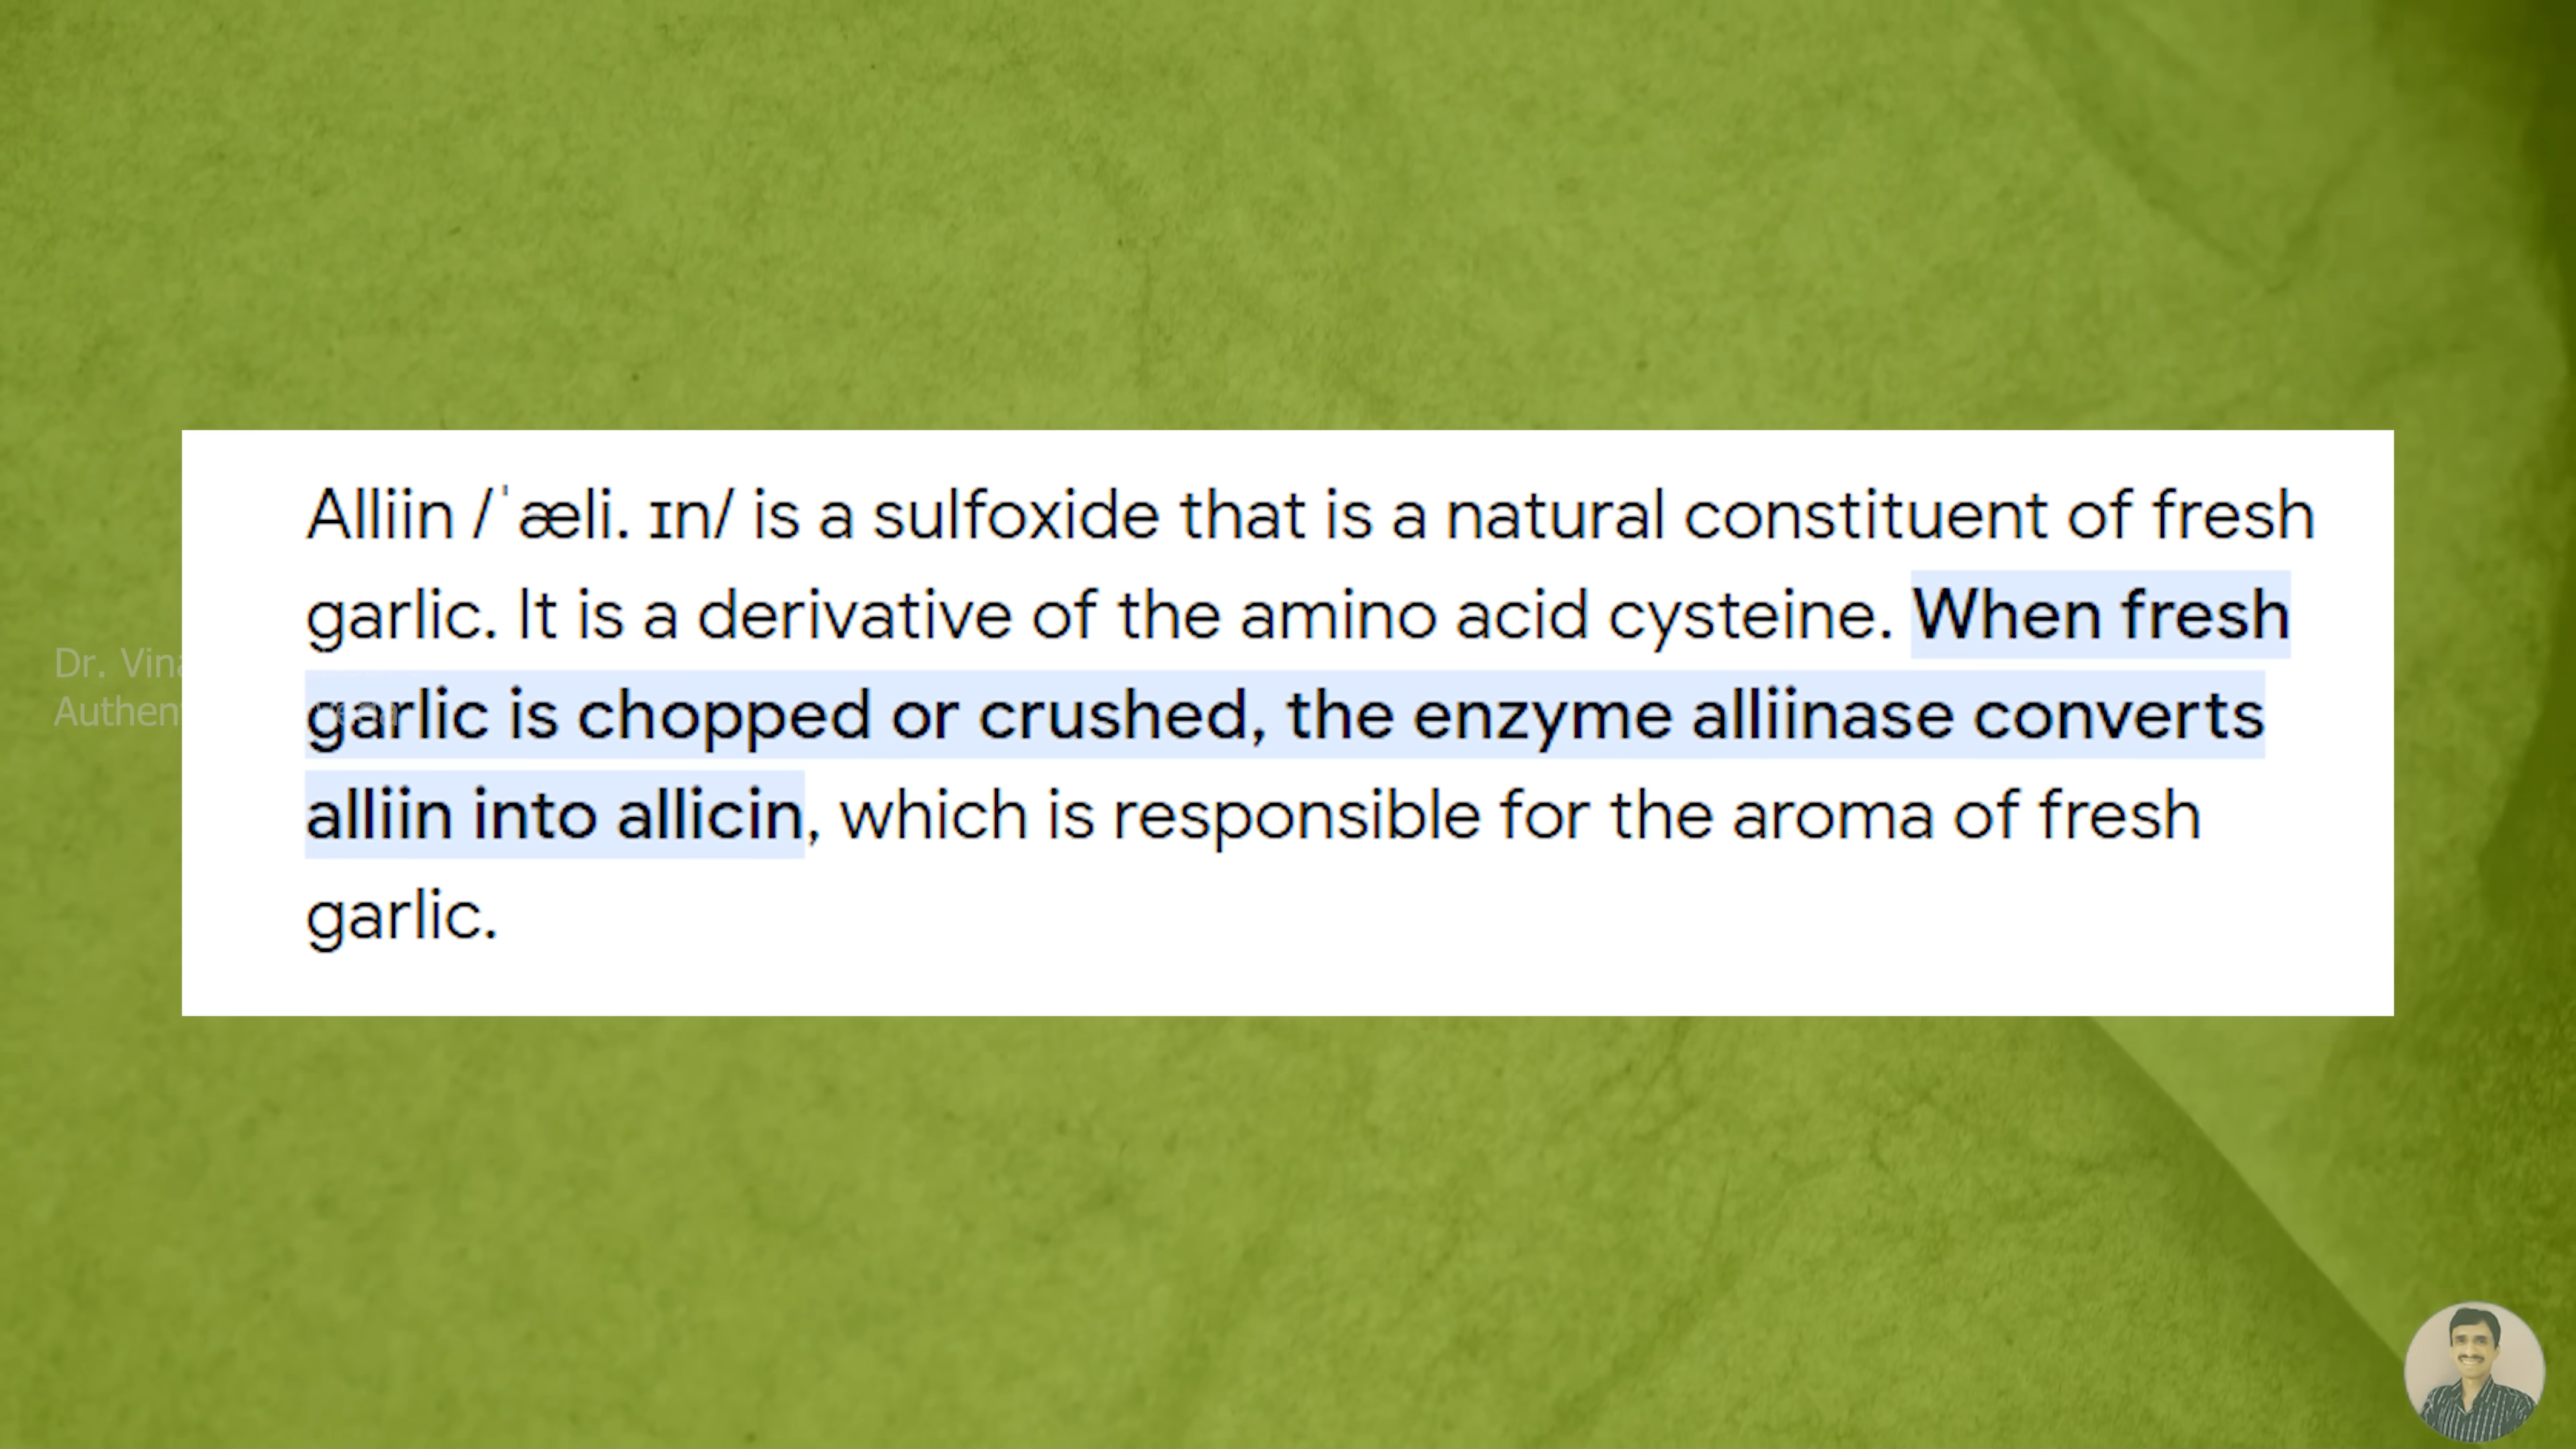 Alliin /ˈæli. ɪn/ is a sulfoxide that is a natural constituent of fresh
garlic. It is a derivative of the amino acid cysteine. When fresh
garlic is chopped or crushed, the enzyme alliinase converts
alliin into allicin, which is responsible for the aroma of fresh
garlic.
Dr.